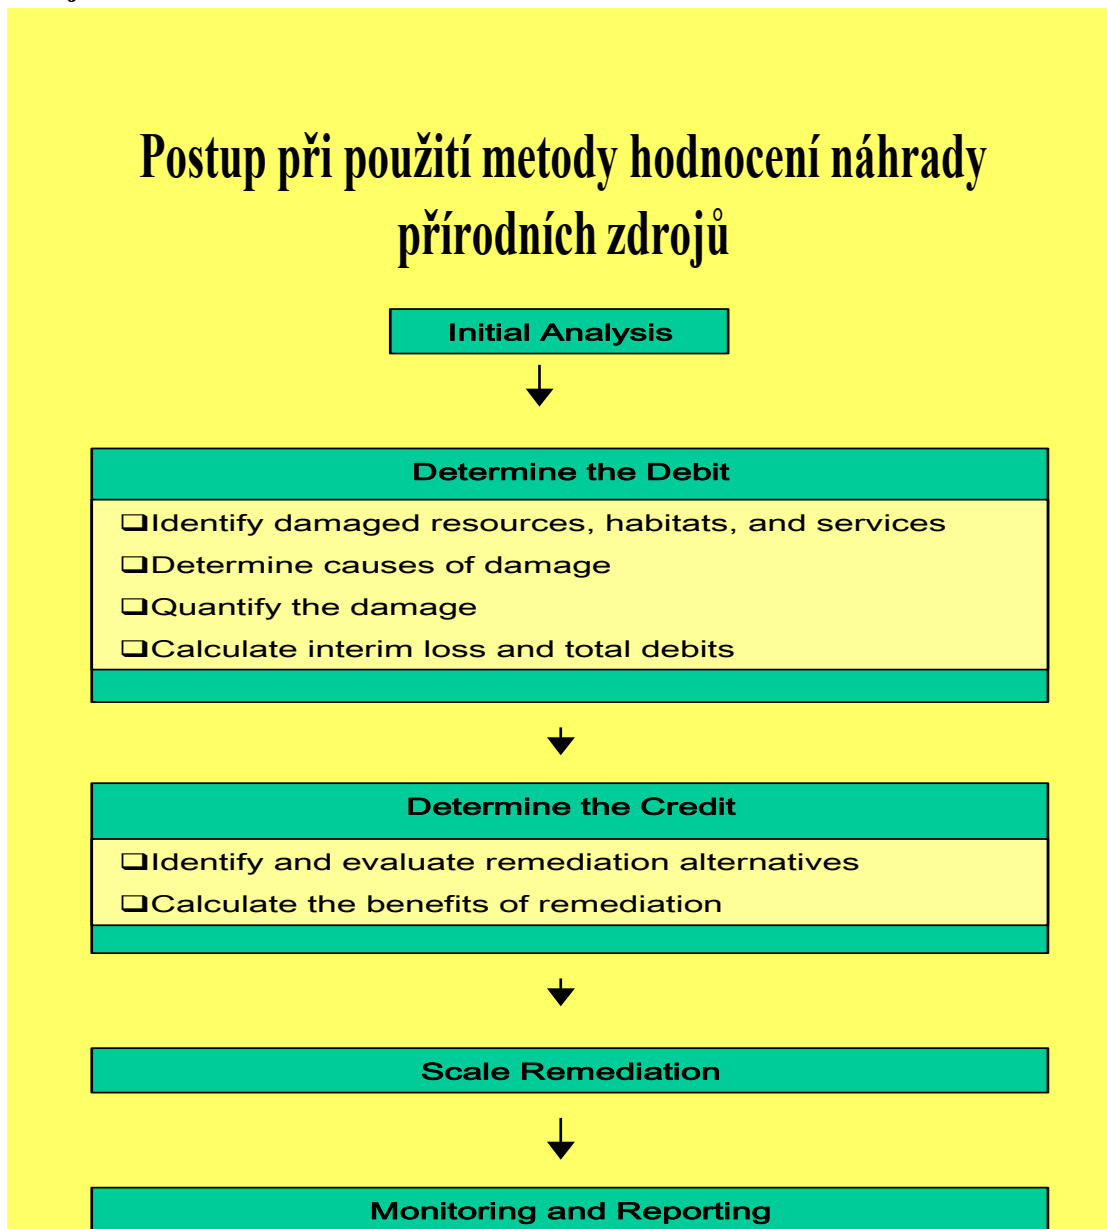 Postup při použití metody hodnocení náhrady
přírodních zdrojů
Initial Analysis
Determine the Debit
❑Identify damaged resources, habitats, and services
❑Determine causes of damage
❑Quantify the damage
❑Calculate interim loss and total debits
Determine the Credit
❑Identify and evaluate remediation alternatives
❑Calculate the benefits of remediation
Scale Remediation
Monitoring and Reporting